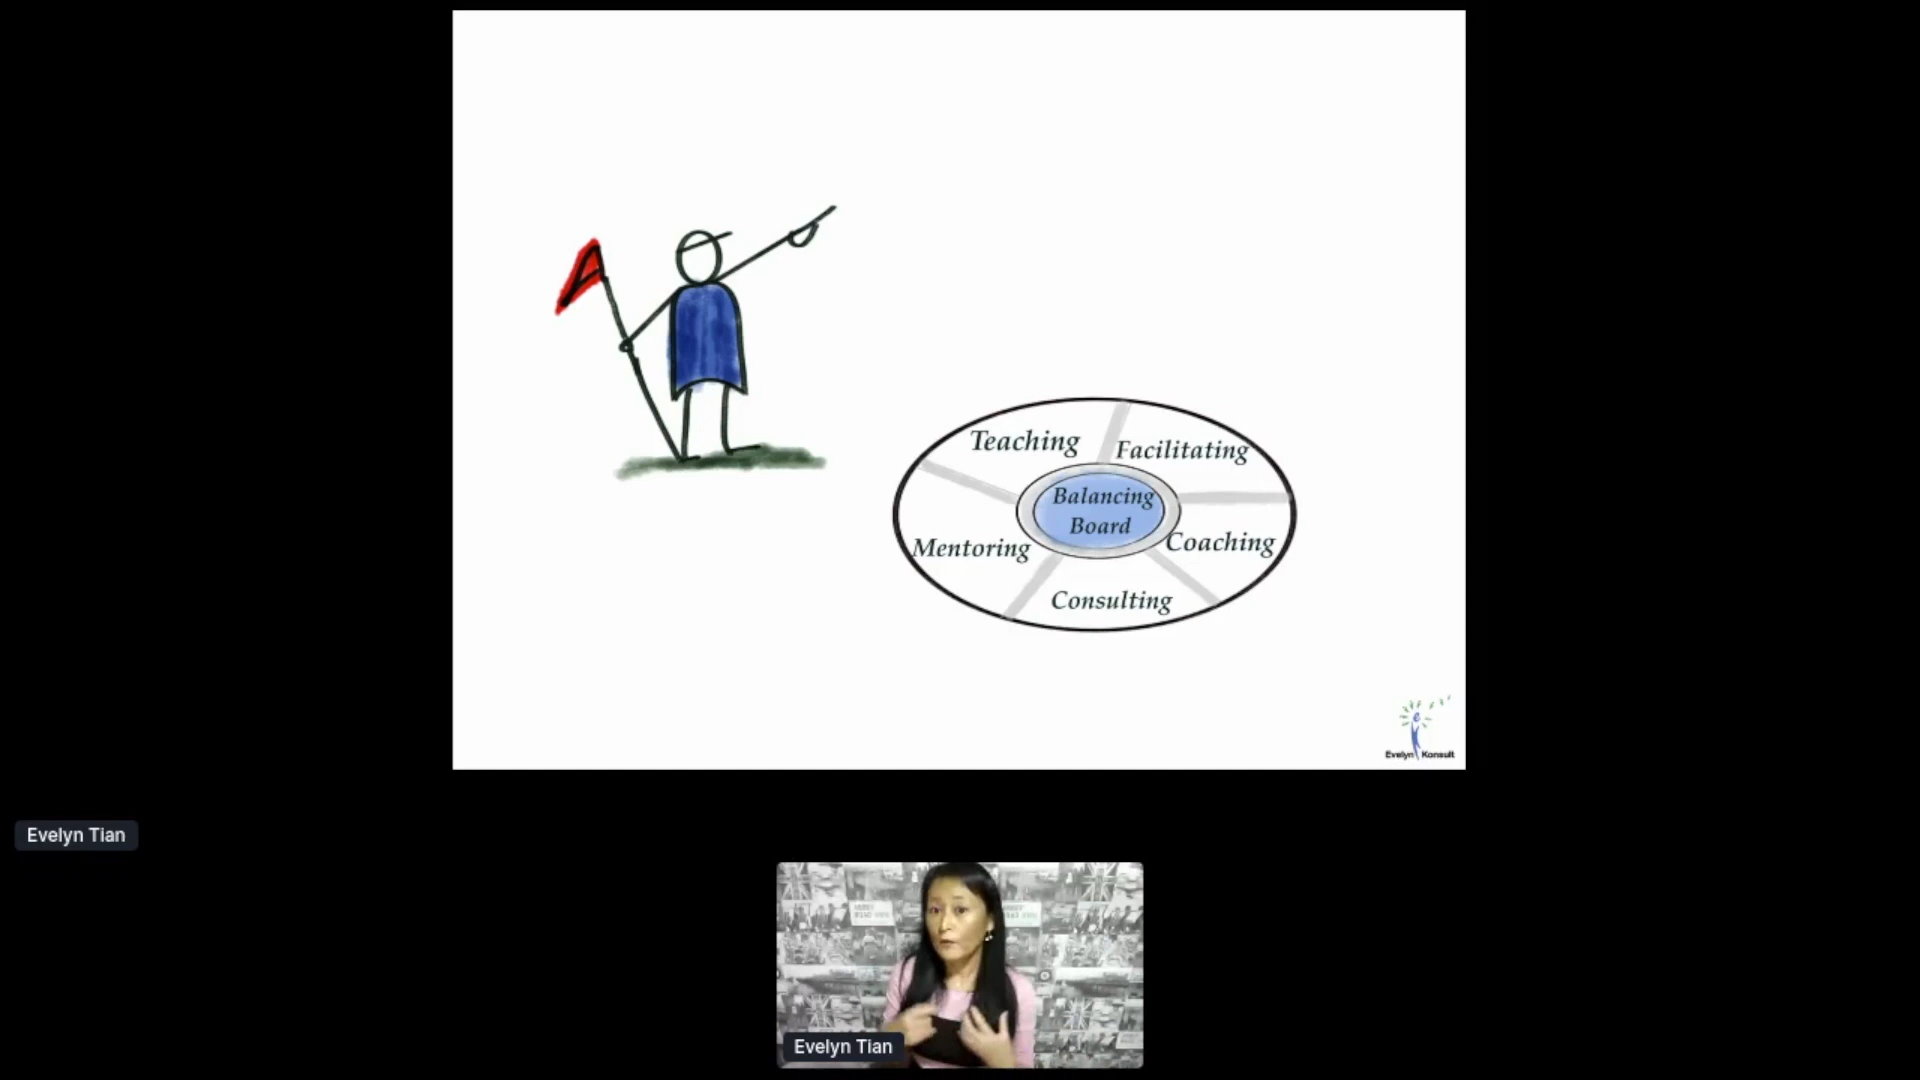 Teaching
Facilitating
Balancing
Board
Mentoring
Coaching
Consulting
e
Evelyn Konsult
Evelyn Tian
Evelyn Tian